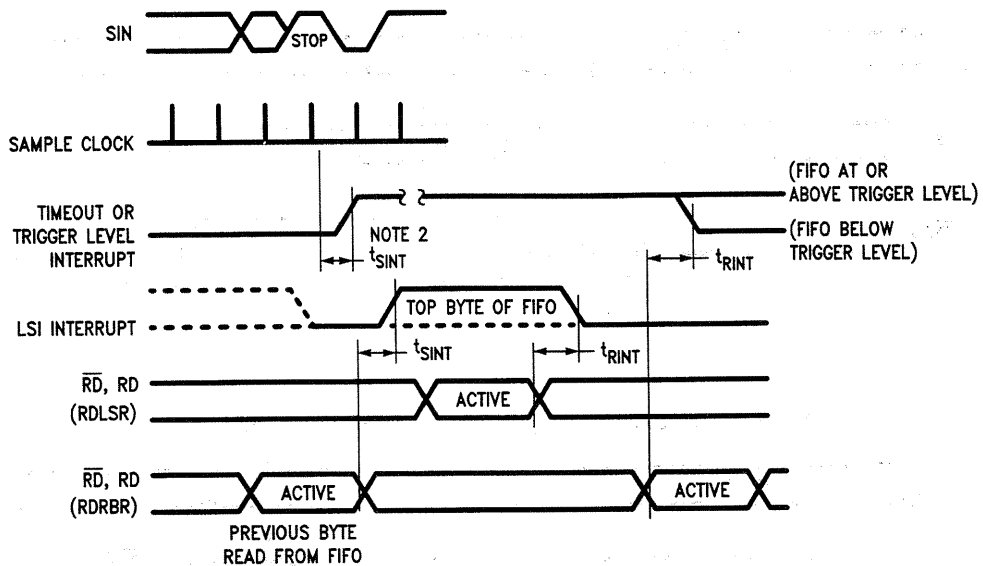 SIN
STOP
SAMPLE CLOCK
TIMEOUT OR
TRIGGER LEVEL
INTERRUPT
NOTE 2
tSINT
(FIFO AT OR
ABOVE TRIGGER LEVEL)
(FIFO BELOW
TRIGGER LEVEL)
tRINT
LSI INTERRUPT
TOP BYTE OF FIFO
tSINT
tRINT
R̅D̅, RD
(RDLSR)
ACTIVE
R̅D̅, RD
(RDRBR)
ACTIVE
ACTIVE
PREVIOUS BYTE
READ FROM FIFO